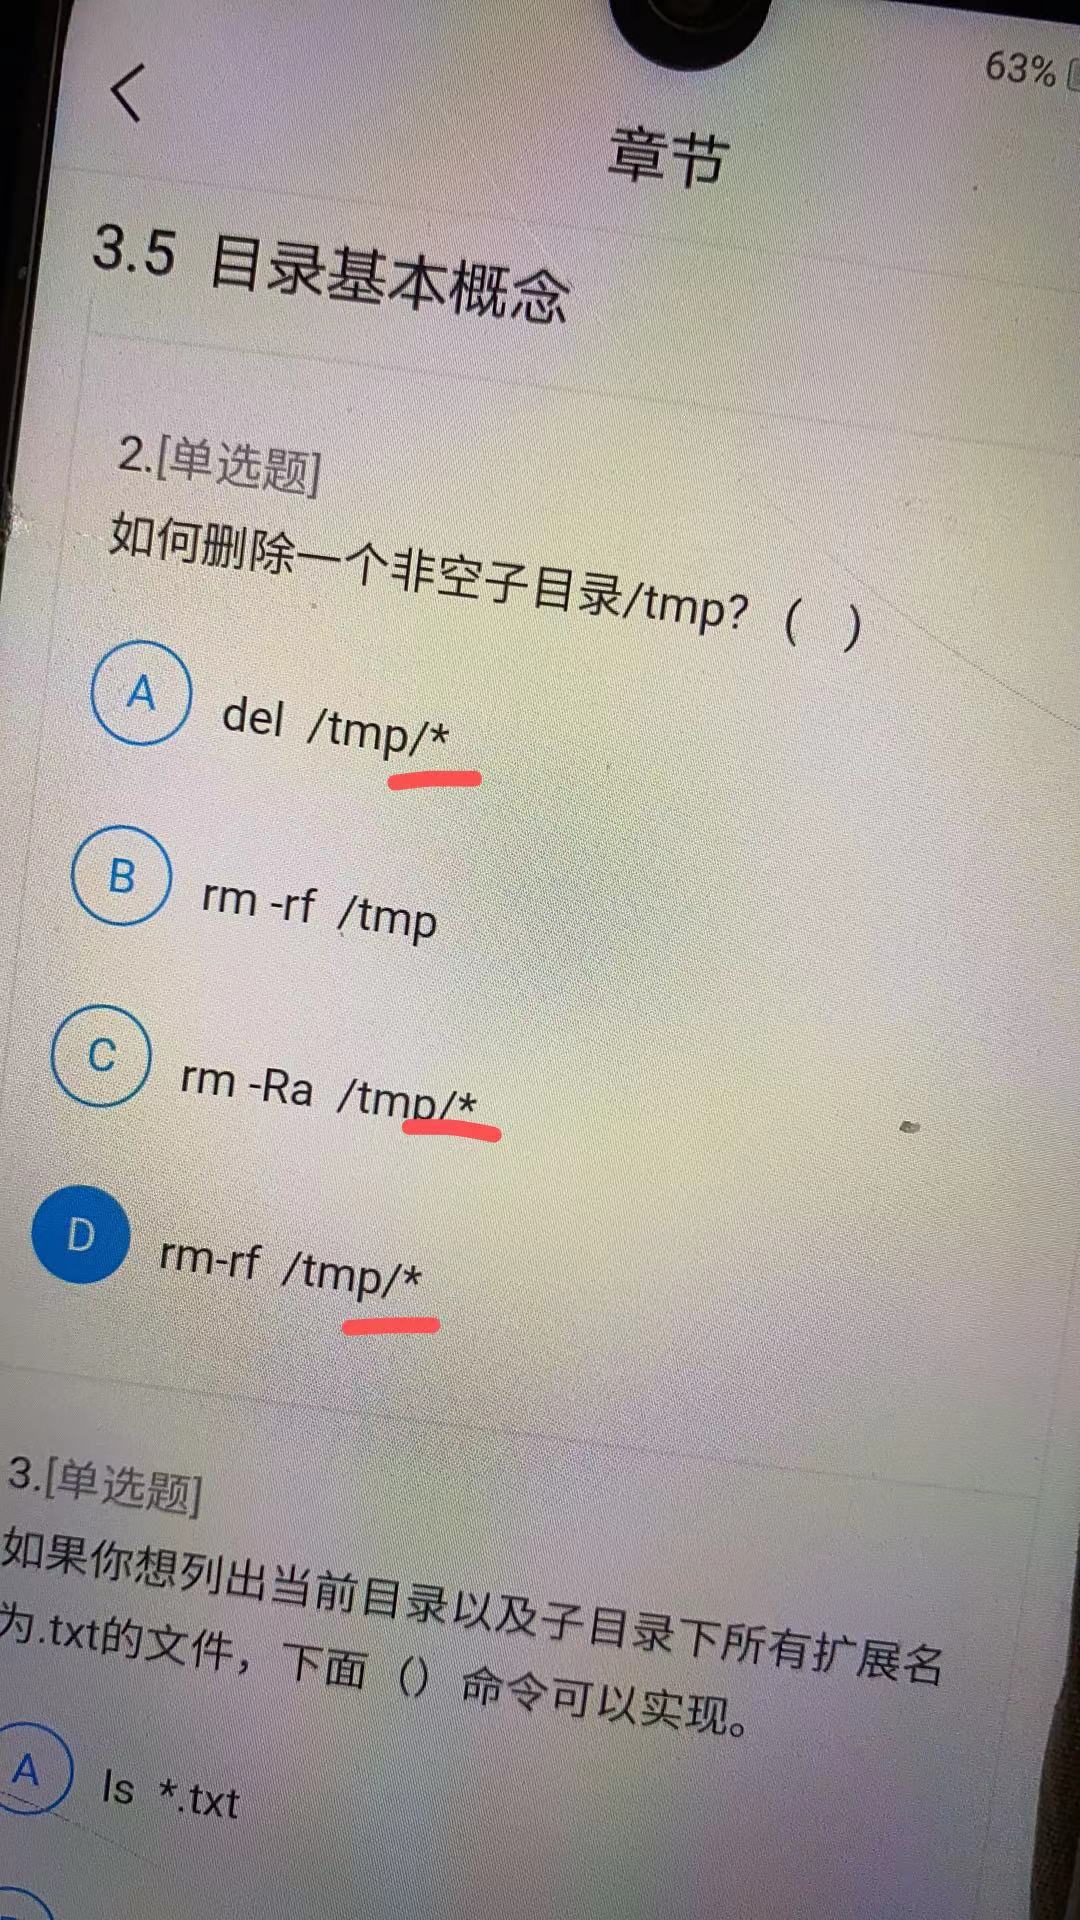 63%
章节
3.5 目录基本概念
2.[单选题]
如何删除一个非空子目录/tmp? ( )
A del /tmp/*
B rm -rf /tmp
C rm -Ra /tmp/*
D rm-rf /tmp/*
3.[单选题]
如果你想列出当前目录以及子目录下所有扩展名
为.txt的文件，下面（）命令可以实现。
A ls *.txt